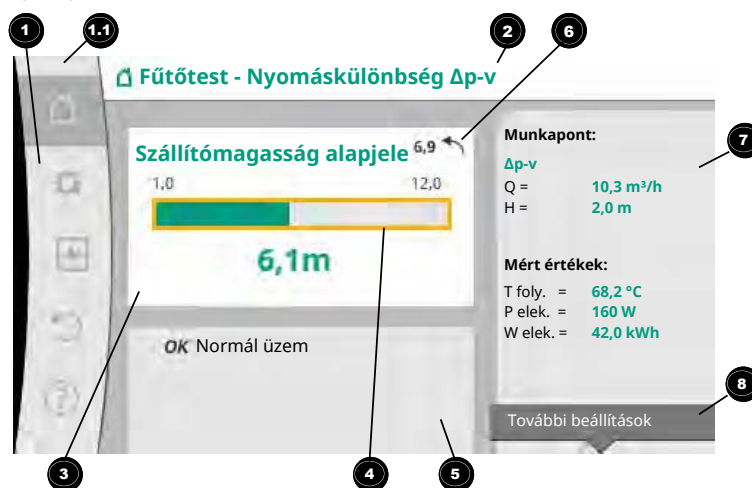 1
1.1
2
6
Fűtőtest - Nyomáskülönbség Δp-v
Szállítómagasság alapjele
6,9
1,0
12,0
6,1m
OK Normál üzem
Munkapont:
Δp-v
Q = 10,3 m³/h
H = 2,0 m
Mért értékek:
T foly. = 68,2 °C
P elek. = 160 W
W elek. = 42,0 kWh
További beállítások
7
8
3
4
5